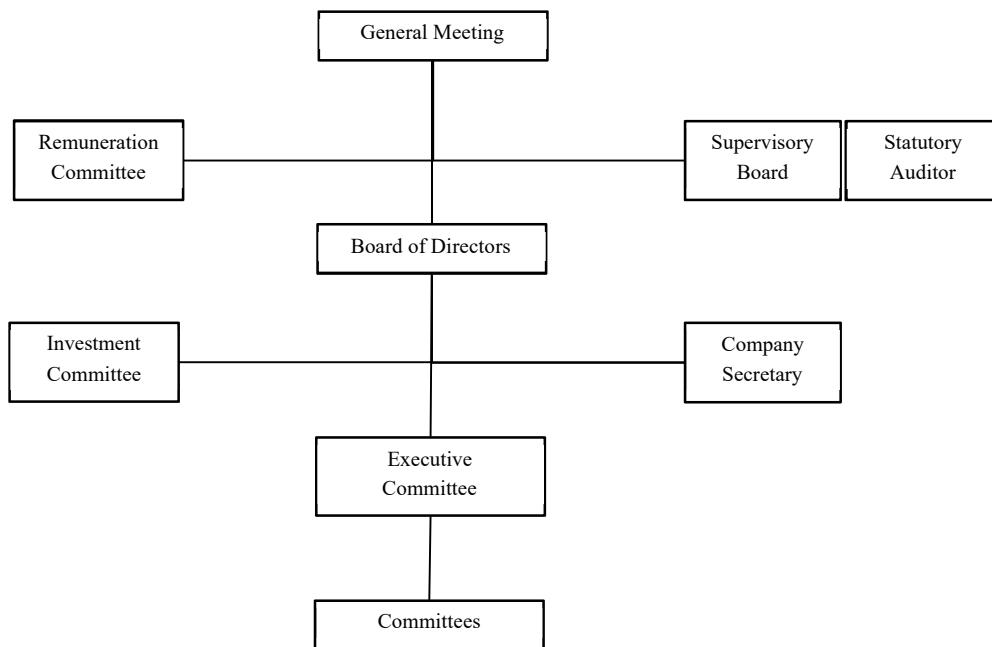 General Meeting
Remuneration
Committee
Supervisory
Board
Statutory
Auditor
Board of Directors
Investment
Committee
Company
Secretary
Executive
Committee
Committees